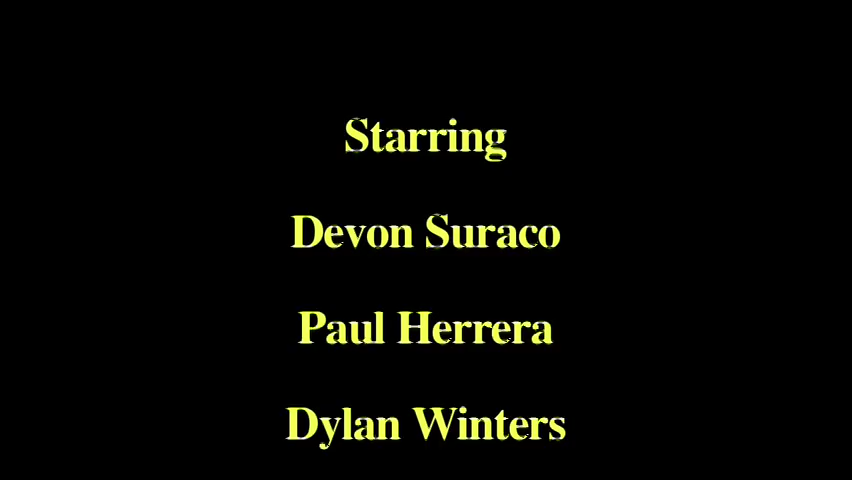 Starring
Devon Suraco
Paul Herrera
Dylan Winters